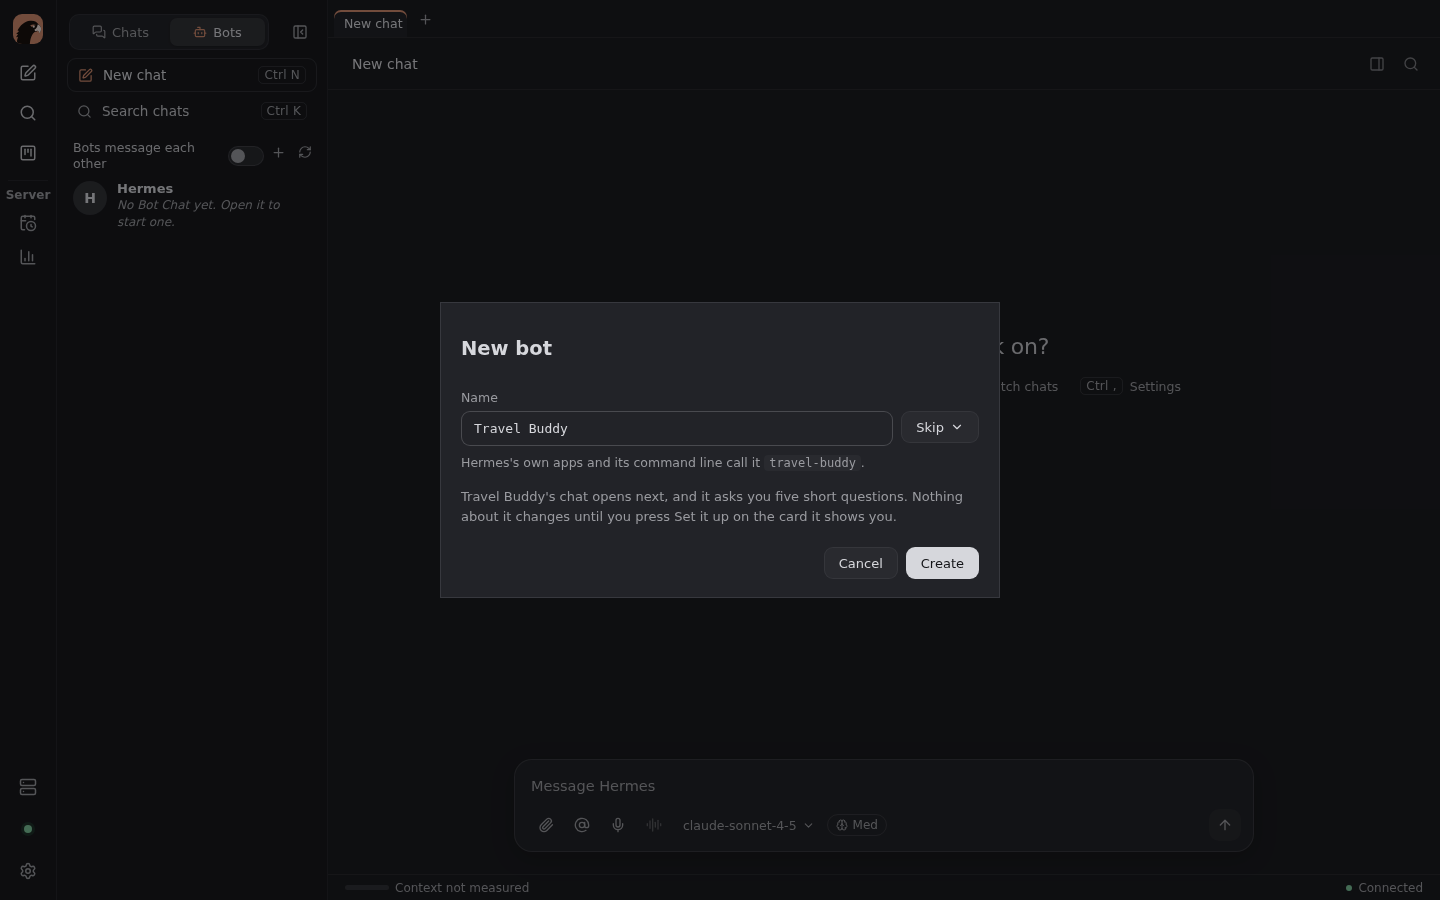 Chats
Bots
New chat
Ctrl N
Search chats
Ctrl K
Bots message each
other
Server
H
Hermes
No Bot Chat yet. Open it to
start one.
New chat
New chat
on?
tch chats
Ctrl ,
Settings
New bot
Name
Travel Buddy
Skip
Hermes's own apps and its command line call it travel-buddy.
Travel Buddy's chat opens next, and it asks you five short questions. Nothing
about it changes until you press Set it up on the card it shows you.
Cancel
Create
Message Hermes
claude-sonnet-4-5
Med
Context not measured
Connected